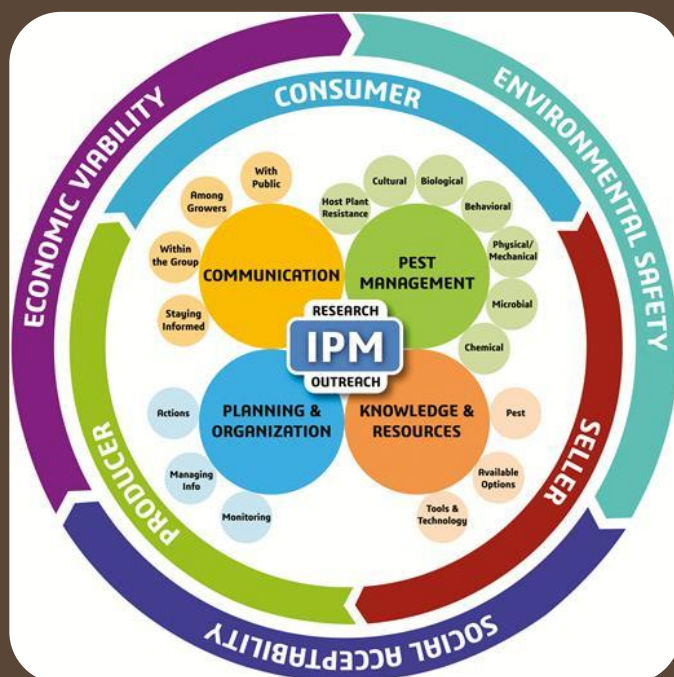 ECONOMIC VIABILITY
ENVIRONMENTAL SAFETY
SOCIAL ACCEPTABILITY
CONSUMER
SELLER
PRODUCER
COMMUNICATION
With
Public
Among
Growers
Within
the Group
Staying
Informed
PEST
MANAGEMENT
Host Plant
Resistance
Cultural
Biological
Behavioral
Physical/
Mechanical
Microbial
Chemical
RESEARCH
IPM
OUTREACH
PLANNING &
ORGANIZATION
Actions
Managing
Info
Monitoring
KNOWLEDGE &
RESOURCES
Pest
Available
Options
Tools &
Technology